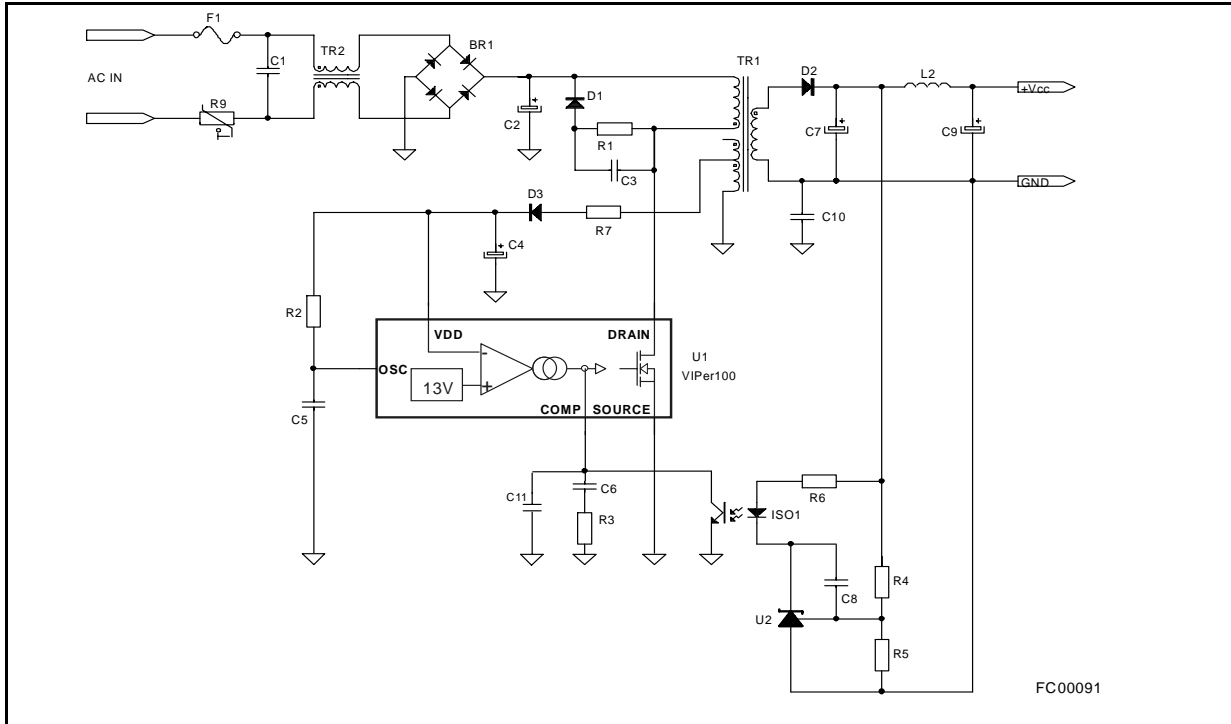 F1
TR2
BR1
TR1
D2
L2
+Vcc
AC IN
C1
R9
T°
C2
D1
R1
C3
C7
C9
GND
C10
D3
R7
C4
R2
VDD
DRAIN
OSC
-
+
13V
U1
VIPer100
COMP SOURCE
C5
C11
C6
R3
R6
ISO1
C8
R4
U2
R5
FC00091